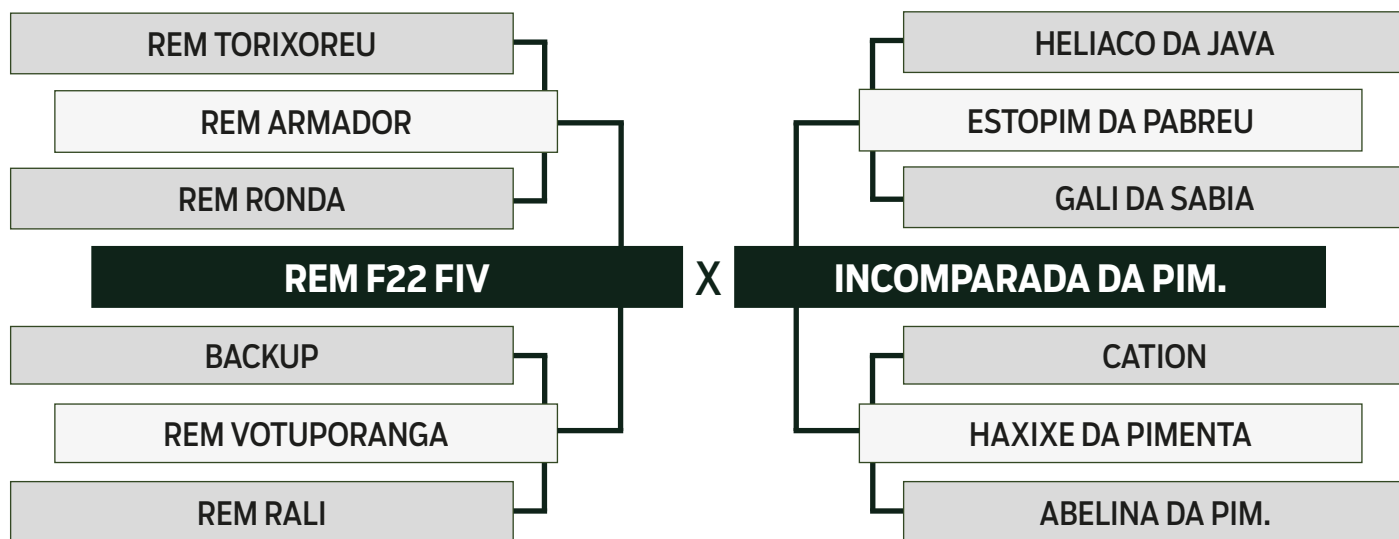 REM TORIXOREU
REM ARMADOR
REM RONDA
REM F22 FIV
BACKUP
REM VOTUPORANGA
REM RALI
X
HELIACO DA JAVA
ESTOPIM DA PABREU
GALI DA SABIA
INCOMPARADA DA PIM.
CATION
HAXIXE DA PIMENTA
ABELINA DA PIM.